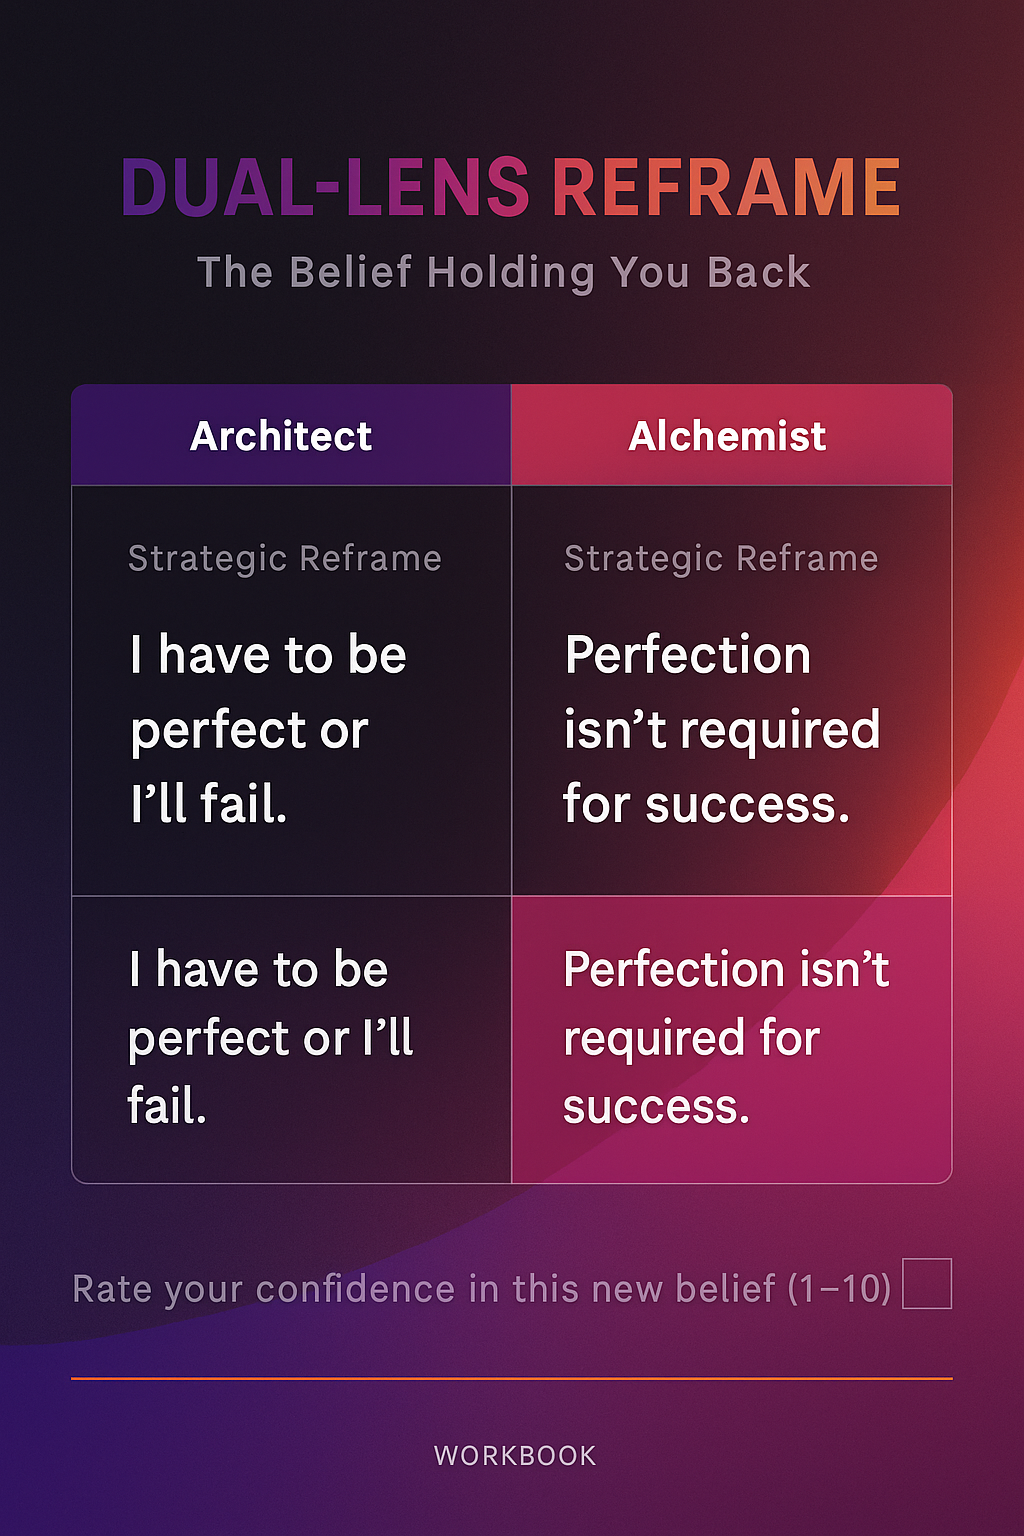 DUAL-LENS REFRAME
The Belief Holding You Back
Architect
Alchemist
Strategic Reframe
I have to be
perfect or
I’ll fail.
Strategic Reframe
Perfection
isn’t required
for success.
I have to be
perfect or I’ll
fail.
Perfection isn’t
required for
success.
Rate your confidence in this new belief (1–10)
WORKBOOK